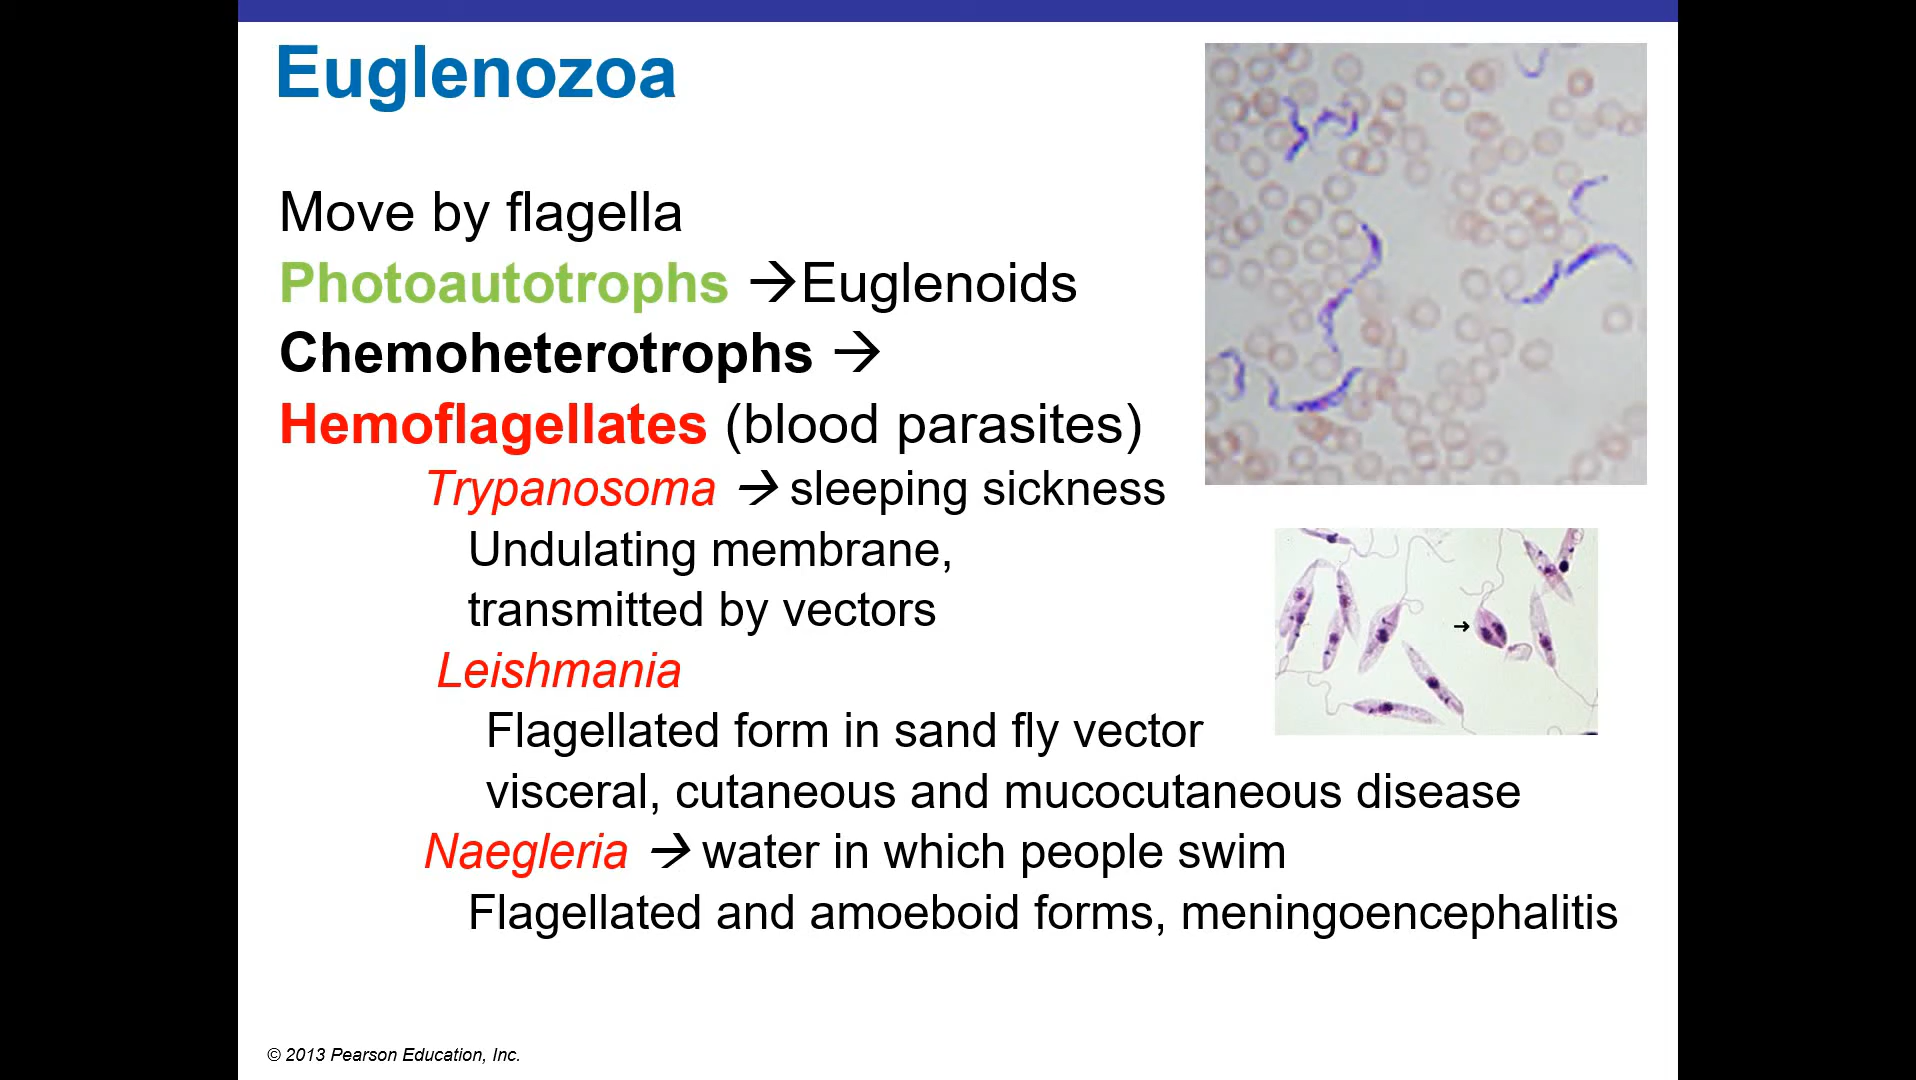 Euglenozoa
Move by flagella
Photoautotrophs →Euglenoids
Chemoheterotrophs →
Hemoflagellates (blood parasites)
Trypanosoma → sleeping sickness
Undulating membrane,
transmitted by vectors
Leishmania
Flagellated form in sand fly vector
visceral, cutaneous and mucocutaneous disease
Naegleria → water in which people swim
Flagellated and amoeboid forms, meningoencephalitis
© 2013 Pearson Education, Inc.